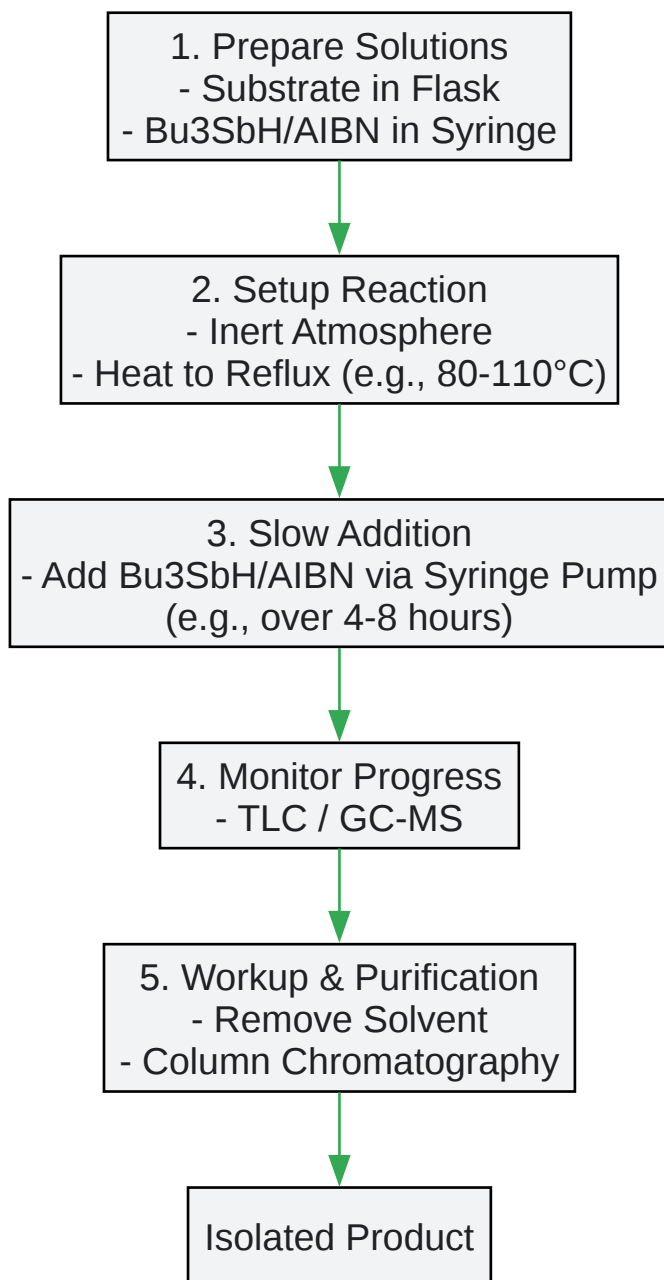 1. Prepare Solutions
- Substrate in Flask
- Bu3SbH/AIBN in Syringe
2. Setup Reaction
- Inert Atmosphere
- Heat to Reflux (e.g., 80-110°C)
3. Slow Addition
- Add Bu3SbH/AIBN via Syringe Pump
(e.g., over 4-8 hours)
4. Monitor Progress
- TLC / GC-MS
5. Workup & Purification
- Remove Solvent
- Column Chromatography
Isolated Product